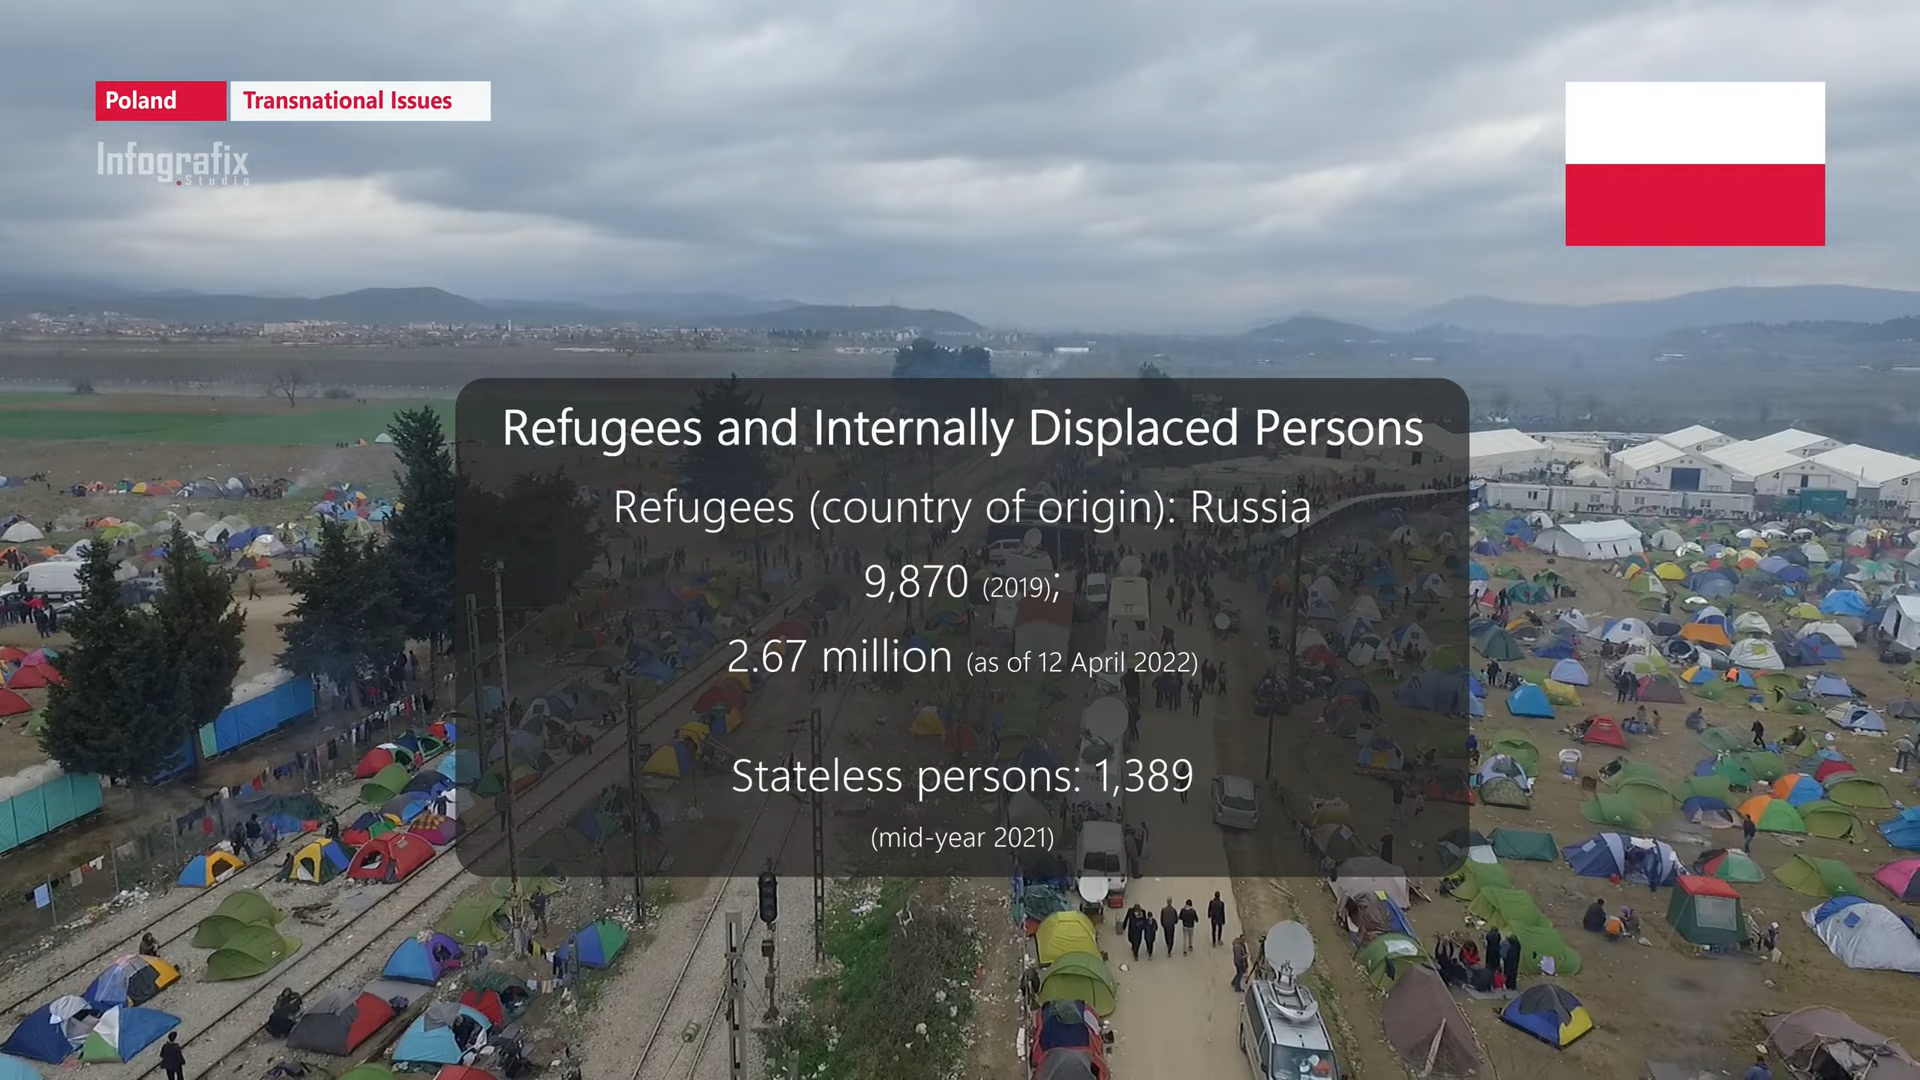 Poland
Transnational Issues
Infografix
.Studio
Refugees and Internally Displaced Persons
Refugees (country of origin): Russia
9,870 (2019);
2.67 million (as of 12 April 2022)
Stateless persons: 1,389
(mid-year 2021)